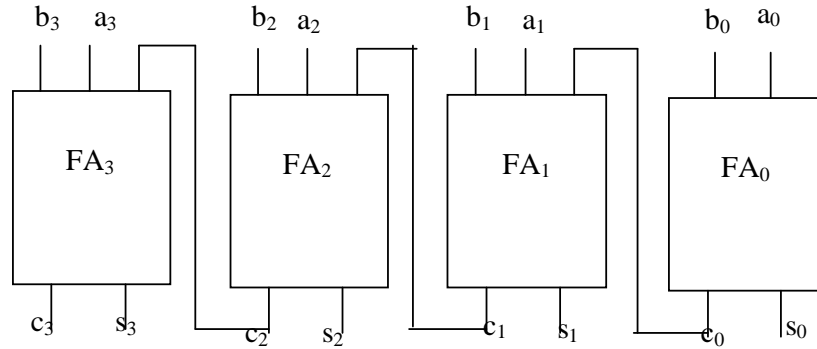 b₃ a₃ b₂ a₂ b₁ a₁ b₀ a₀
FA₃ FA₂ FA₁ FA₀
c₃ s₃ c₂ s₂ c₁ s₁ c₀ s₀